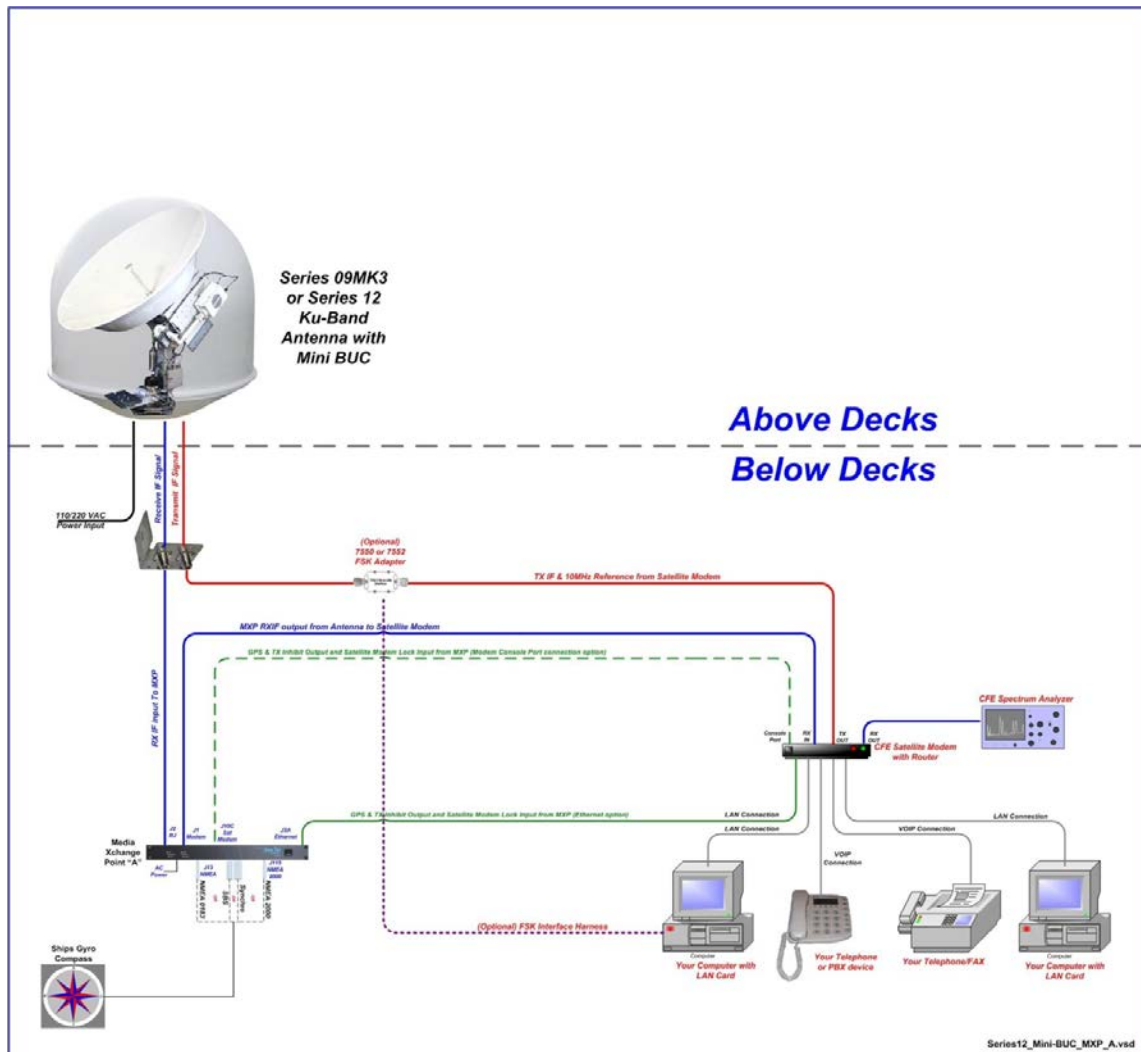 Series 09MK3
or Series 12
Ku-Band
Antenna with
Mini BUC
Above Decks
Below Decks
Receive IF Signal
Transmit IF Signal
110/220 VAC
Power Input
(Optional)
7550 or 7552
FSK Adapter
TX IF & 10MHz Reference from Satellite Modem
MXP RXIF output from Antenna to Satellite Modem
GPS & TX Inhibit Output and Satellite Modem Lock Input from MXP (Modem Console Port connection option)
RX IF Input To MXP
CFE Spectrum Analyzer
Console
Port
RX
IN
TX
OUT
RX
OUT
CFE Satellite Modem
with Router
GPS & TX Inhibit Output and Satellite Modem Lock Input from MXP (Ethernet option)
LAN Connection
LAN Connection
VOIP Connection
LAN Connection
VOIP
Connection
J2
J1
Modem
Sat
Modem
Ethernet
Media
Xchange
Point "A"
AC
Power
NMEA
NMEA
NMEA 0183
SBS
Synchro
NMEA 2000
(Optional) FSK Interface Harness
Computer
Your Computer with
LAN Card
Your Telephone
or PBX device
Your Telephone/FAX
Computer
Your Computer with
LAN Card
Ships Gyro
Compass
Series12_Mini-BUC_MXP_A.vsd